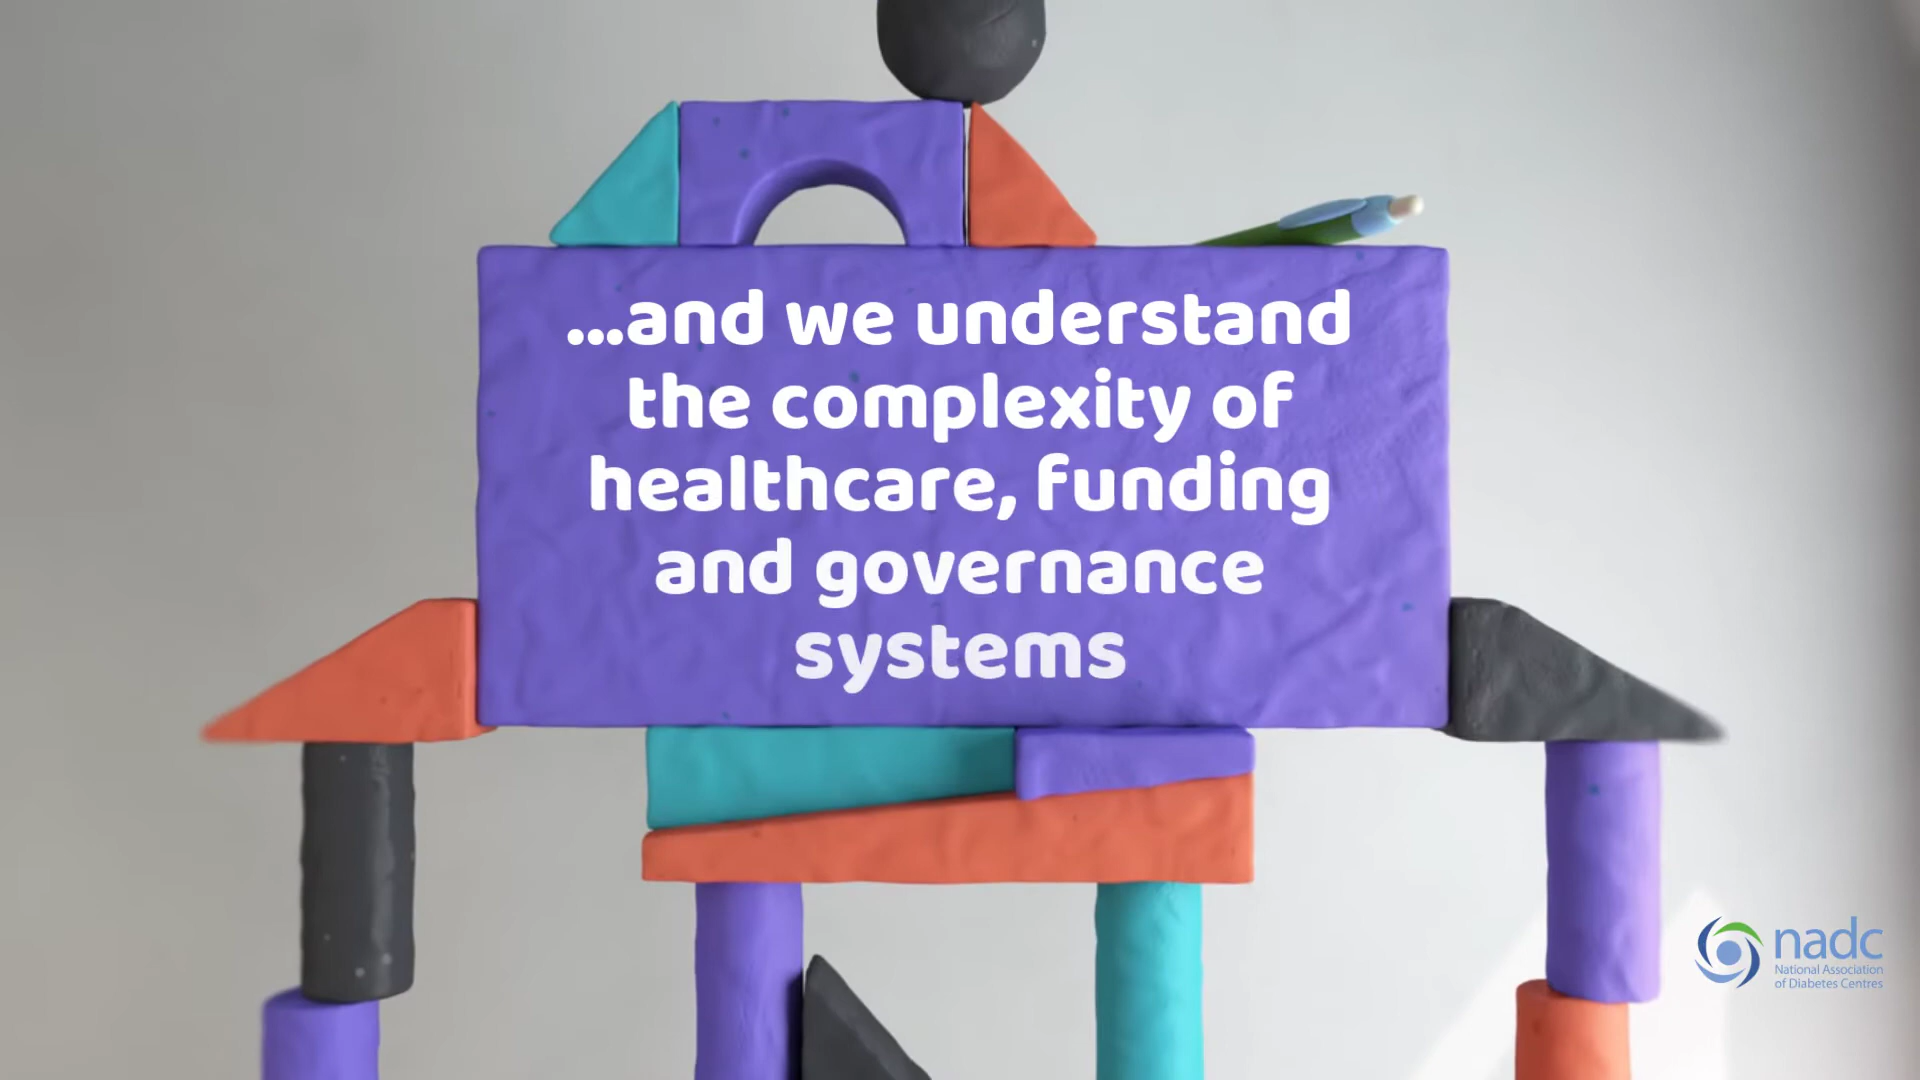 ...and we understand
the complexity of
healthcare, funding
and governance
systems
nadc
National Association
of Diabetes Centres